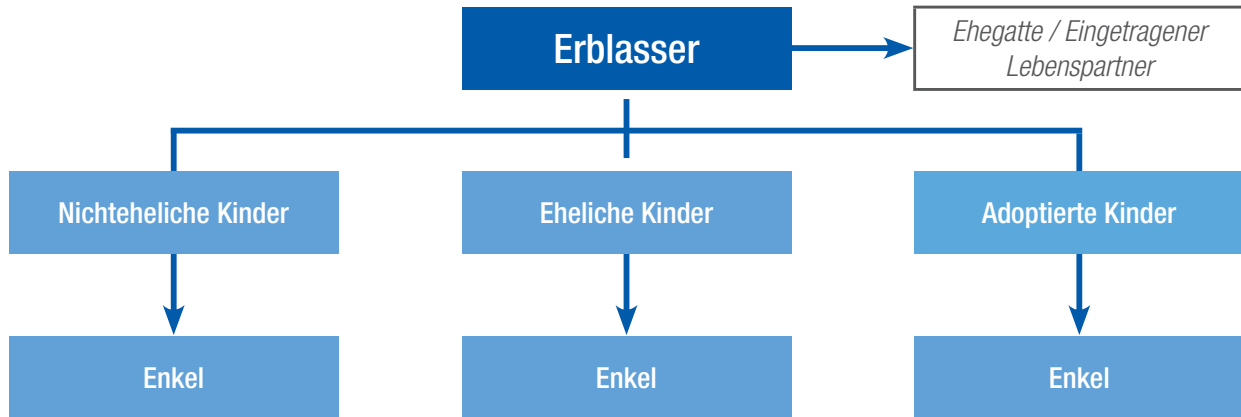 Erblasser
Ehegatte / Eingetragener
Lebenspartner
Nichteheliche Kinder
Eheliche Kinder
Adoptierte Kinder
Enkel
Enkel
Enkel